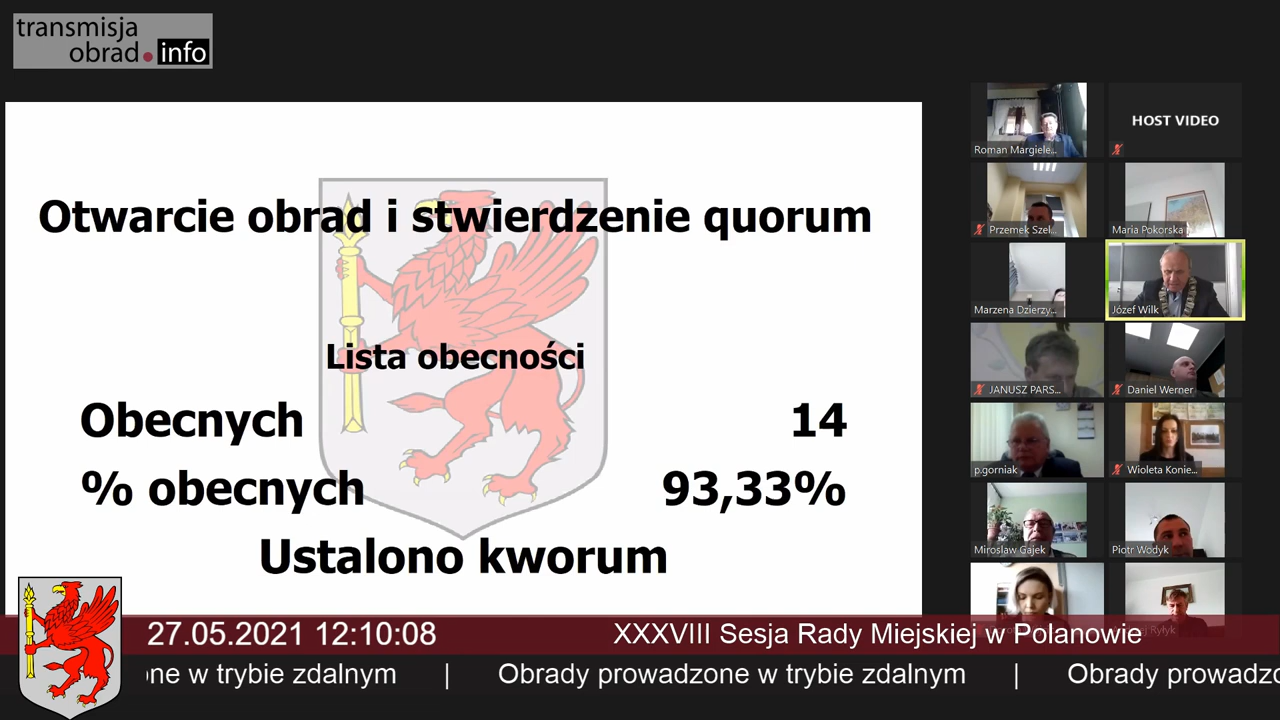 transmisja
obrad.info
Otwarcie obrad i stwierdzenie quorum
Lista obecności
Obecnych 14
% obecnych 93,33%
Ustalono kworum
Roman Margiele...
HOST VIDEO
Przemek Szel...
Maria Pokorska
Marzena Dzierzy...
Józef Wilk
JANUSZ PARS...
Daniel Werner
p.gorniak
Wioleta Konie...
Miroslaw Gajek
Piotr Wodyk
Ryłyk
27.05.2021 12:10:08 XXXVIII Sesja Rady Miejskiej w Polanowie
one w trybie zdalnym | Obrady prowadzone w trybie zdalnym | Obrady prowadzo